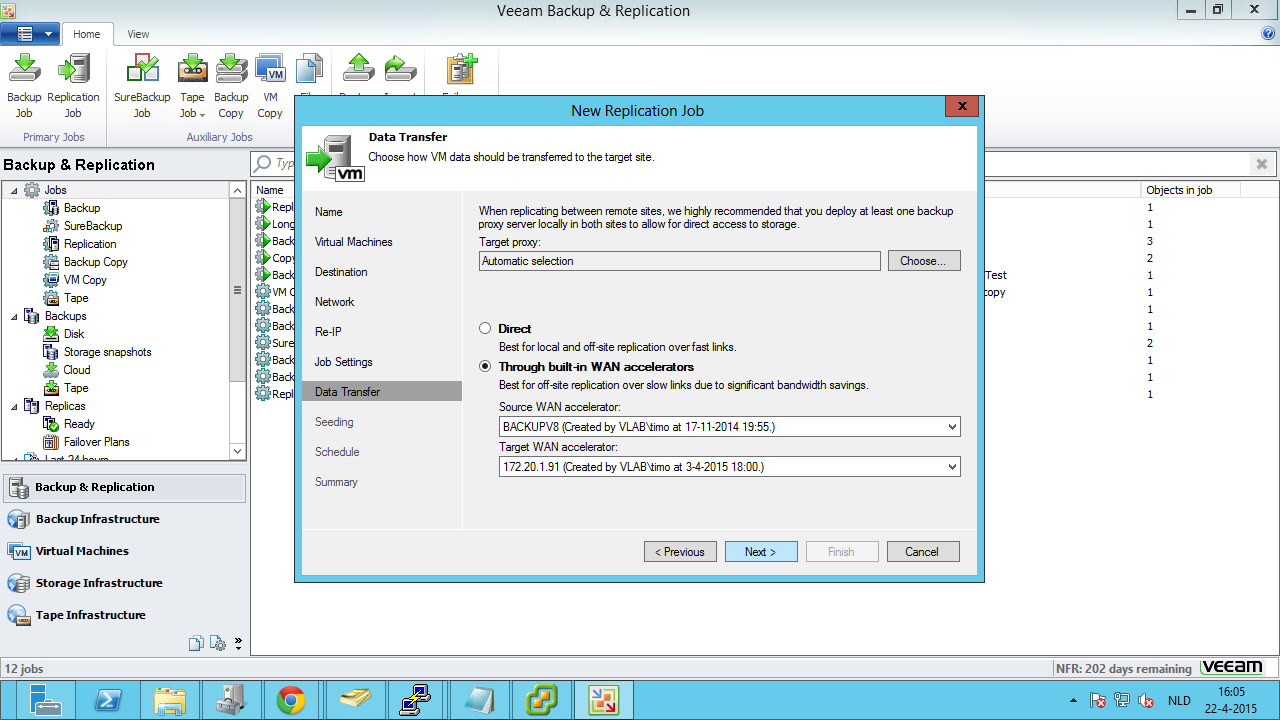 Veeam Backup & Replication
Home
View
Backup Job
Replication Job
SureBackup Job
Tape Job
Backup Copy
VM Copy
Primary Jobs
Auxiliary Jobs
Backup & Replication
Jobs
Backup
SureBackup
Replication
Backup Copy
VM Copy
Tape
Backups
Disk
Storage snapshots
Cloud
Tape
Replicas
Ready
Failover Plans
Last 24 hours
Backup & Replication
Backup Infrastructure
Virtual Machines
Storage Infrastructure
Tape Infrastructure
Name
Objects in job
Repl 1
Long 1
Back 3
Copy 2
Back Test 1
VM C copy 1
Back 1
Back 1
Sure 2
Back 1
Back 1
Repl 1
New Replication Job
x
Data Transfer
Choose how VM data should be transferred to the target site.
vm
Name
Virtual Machines
Destination
Network
Re-IP
Job Settings
Data Transfer
Seeding
Schedule
Summary
When replicating between remote sites, we highly recommended that you deploy at least one backup
proxy server locally in both sites to allow for direct access to storage.
Target proxy:
Automatic selection
Choose...
Direct
Best for local and off-site replication over fast links.
Through built-in WAN accelerators
Best for off-site replication over slow links due to significant bandwidth savings.
Source WAN accelerator:
BACKUPV8 (Created by VLAB\timo at 17-11-2014 19:55.)
Target WAN accelerator:
172.20.1.91 (Created by VLAB\timo at 3-4-2015 18:00.)
< Previous
Next >
Finish
Cancel
12 jobs
NFR: 202 days remaining
veeam
NLD
16:05
22-4-2015